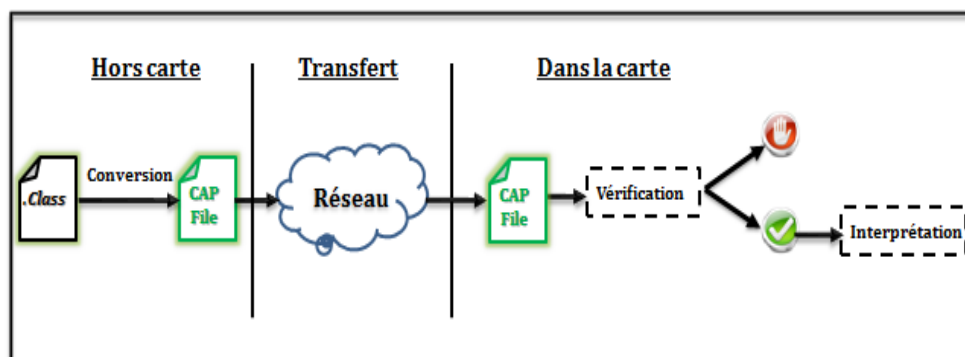 Hors carte
Transfert
Dans la carte
.Class
Conversion
CAP
File
Réseau
CAP
File
Vérification
Interprétation